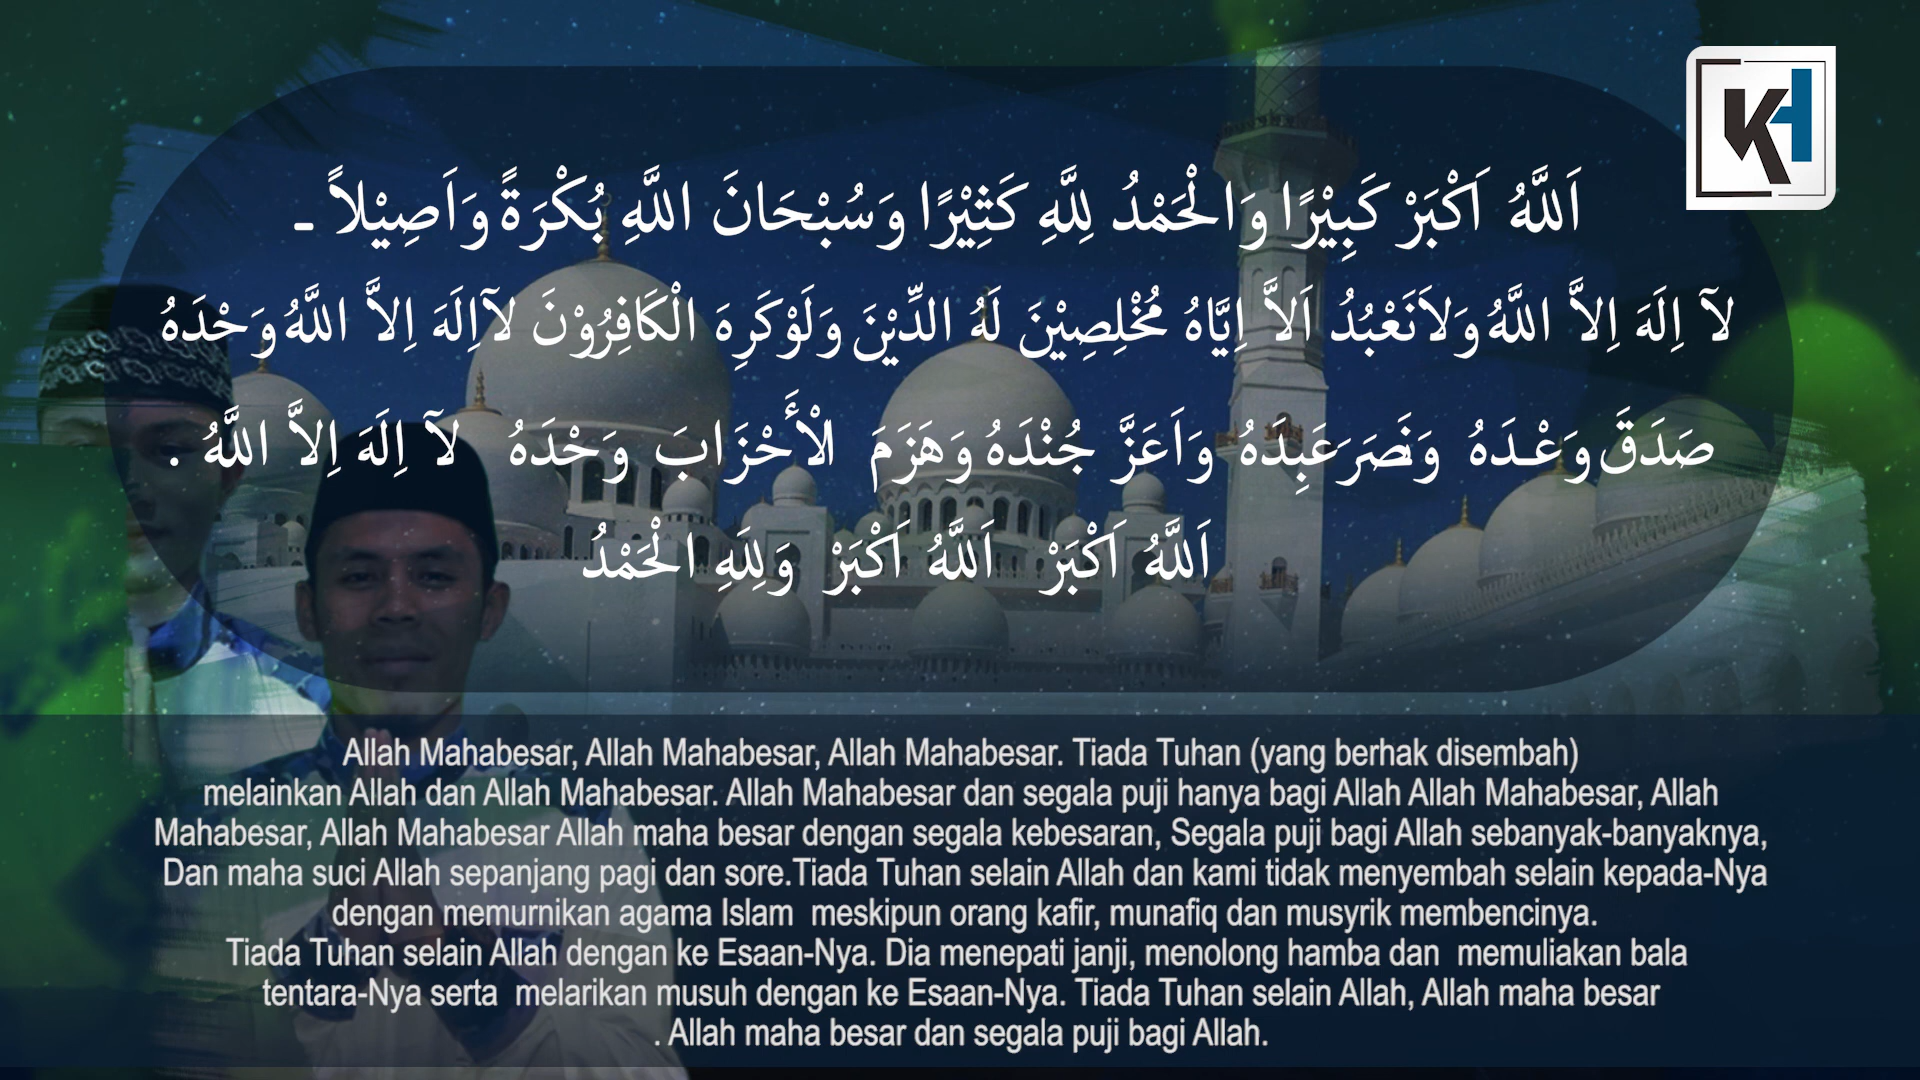 KH
اَللَّهُ اَكْبَرْ كَبِيْرًا وَالْحَمْدُ لِلَّهِ كَثِيْرًا وَسُبْحَانَ اللَّهِ بُكْرَةً وَاَصِيْلاً ـ
لآ اِلَهَ اِلاَّ اللَّهُ وَلاَنَعْبُدُ اَلاَّ اِيَّاهُ مُخْلِصِيْنَ لَهُ الدِّيْنَ وَلَوْكَرِهَ الْكَافِرُوْنَ لآاِلَهَ اِلاَّ اللَّهُ وَحْدَهُ
صَدَقَ وَعْدَهُ وَنَصَرَعَبِدَهُ وَاَعَزَّ جُنْدَهُ وَهَزَمَ الْأَحْزَابَ وَحْدَهُ لآ اِلَهَ اِلاَّ اللَّهُ .
اَللَّهُ اَكْبَرْ اَللَّهُ اَكْبَرْ وَلِلَهِ الْحَمْدُ
Allah Mahabesar, Allah Mahabesar, Allah Mahabesar. Tiada Tuhan (yang berhak disembah)
melainkan Allah dan Allah Mahabesar. Allah Mahabesar dan segala puji hanya bagi Allah Allah Mahabesar, Allah
Mahabesar, Allah Mahabesar Allah maha besar dengan segala kebesaran, Segala puji bagi Allah sebanyak-banyaknya,
Dan maha suci Allah sepanjang pagi dan sore.Tiada Tuhan selain Allah dan kami tidak menyembah selain kepada-Nya
dengan memurnikan agama Islam  meskipun orang kafir, munafiq dan musyrik membencinya.
Tiada Tuhan selain Allah dengan ke Esaan-Nya. Dia menepati janji, menolong hamba dan  memuliakan bala
tentara-Nya serta  melarikan musuh dengan ke Esaan-Nya. Tiada Tuhan selain Allah, Allah maha besar
. Allah maha besar dan segala puji bagi Allah.